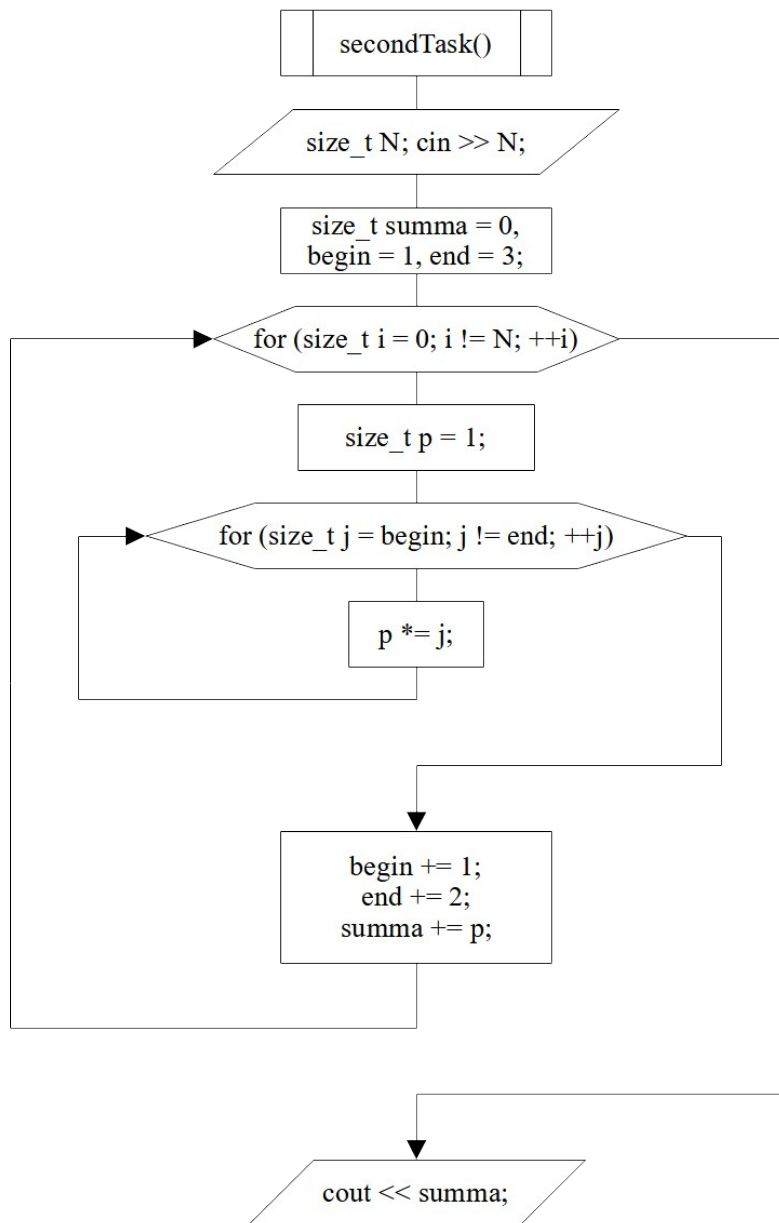 secondTask()
size_t N; cin >> N;
size_t summa = 0,
begin = 1, end = 3;
for (size_t i = 0; i != N; ++i)
size_t p = 1;
for (size_t j = begin; j != end; ++j)
p *= j;
begin += 1;
end += 2;
summa += p;
cout << summa;